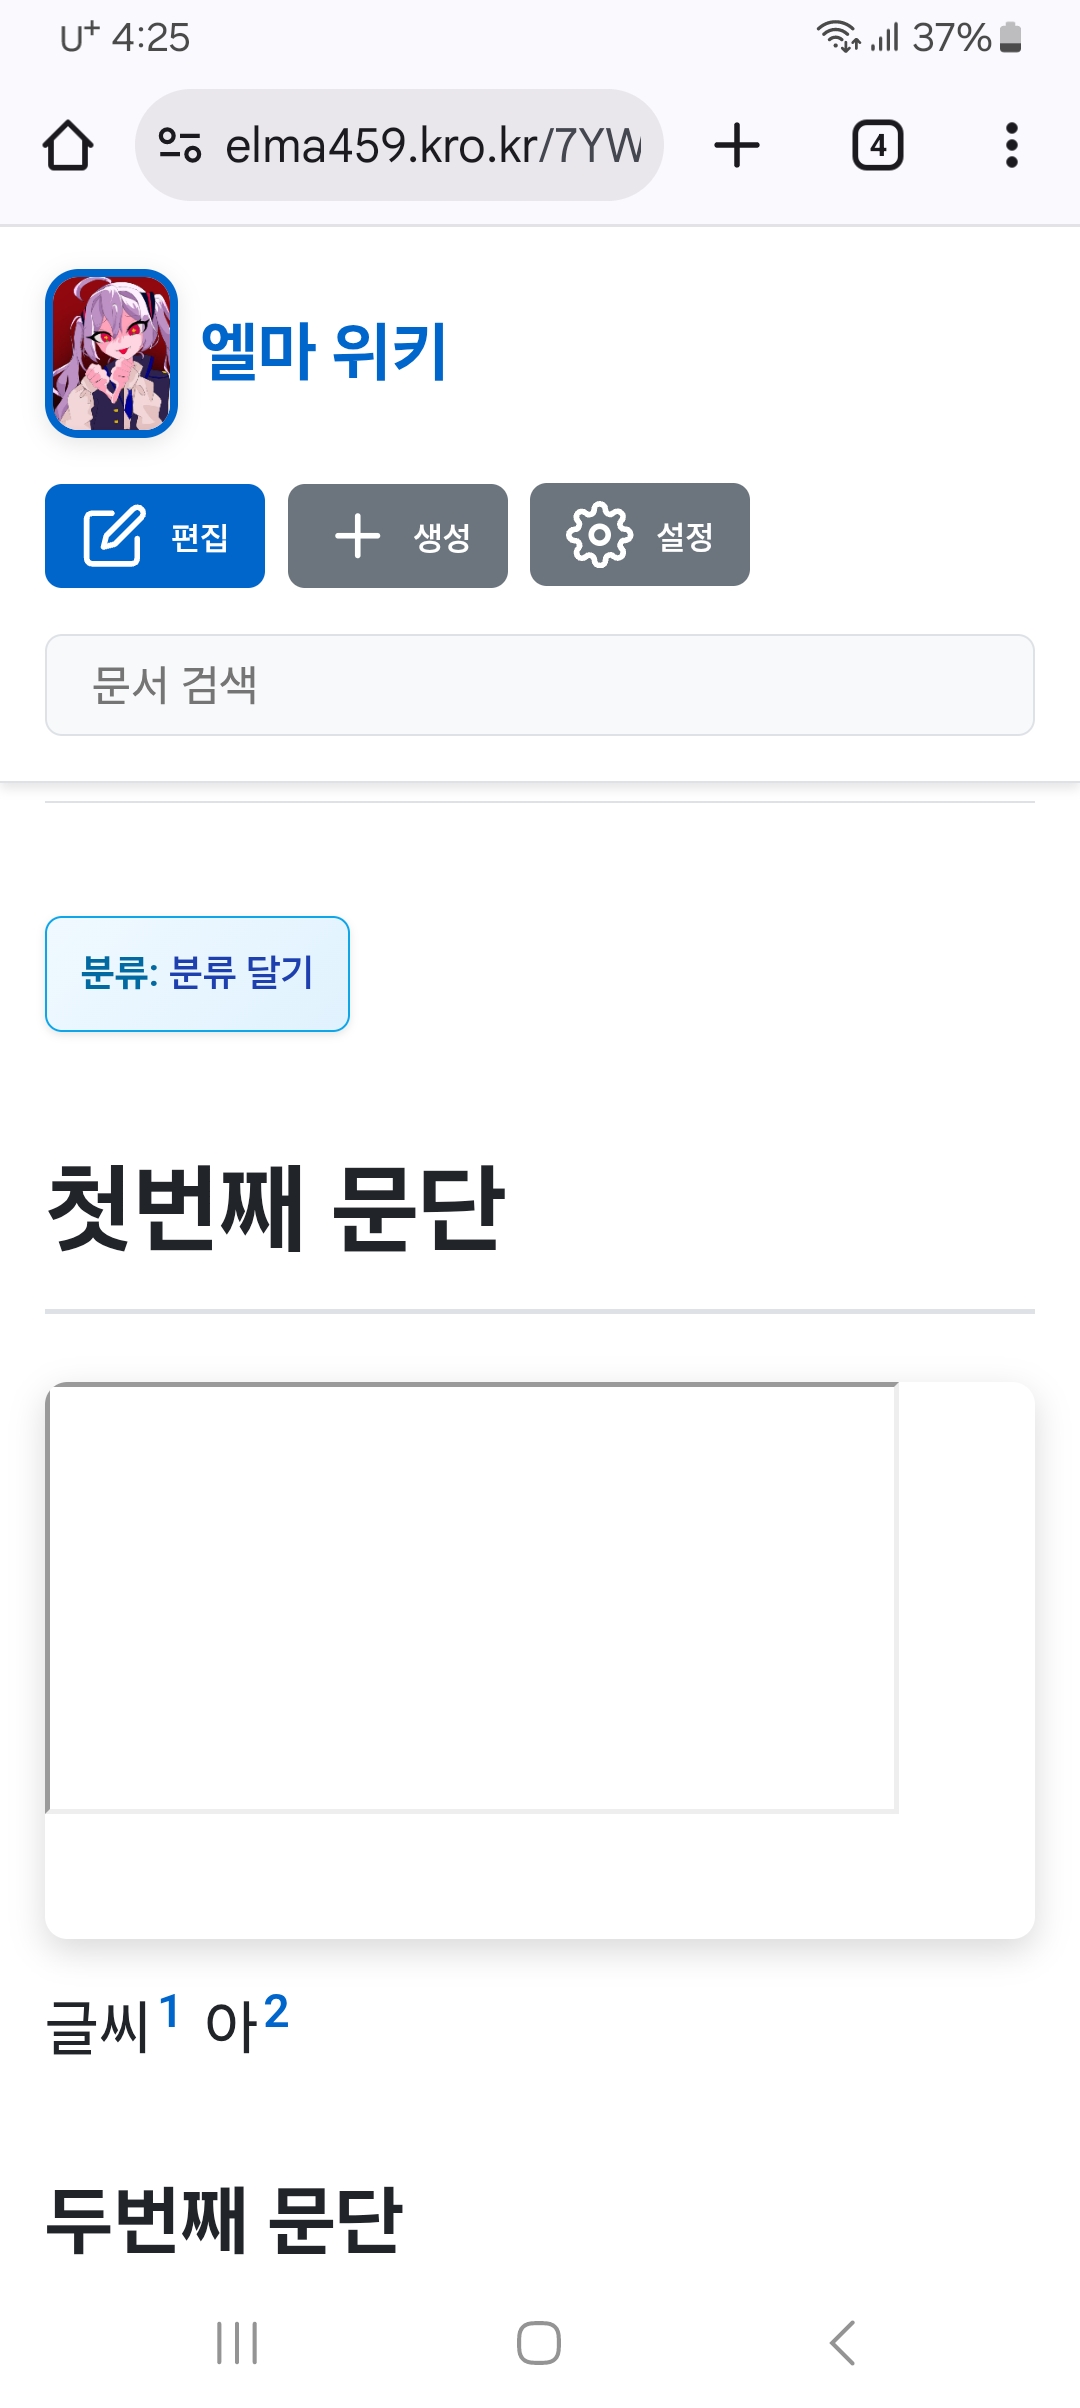 U+ 4:25 37%
elma459.kro.kr/7YW 4
엘마 위키
편집 생성 설정
문서 검색
분류: 분류 달기
첫번째 문단
글씨1 아2
두번째 문단